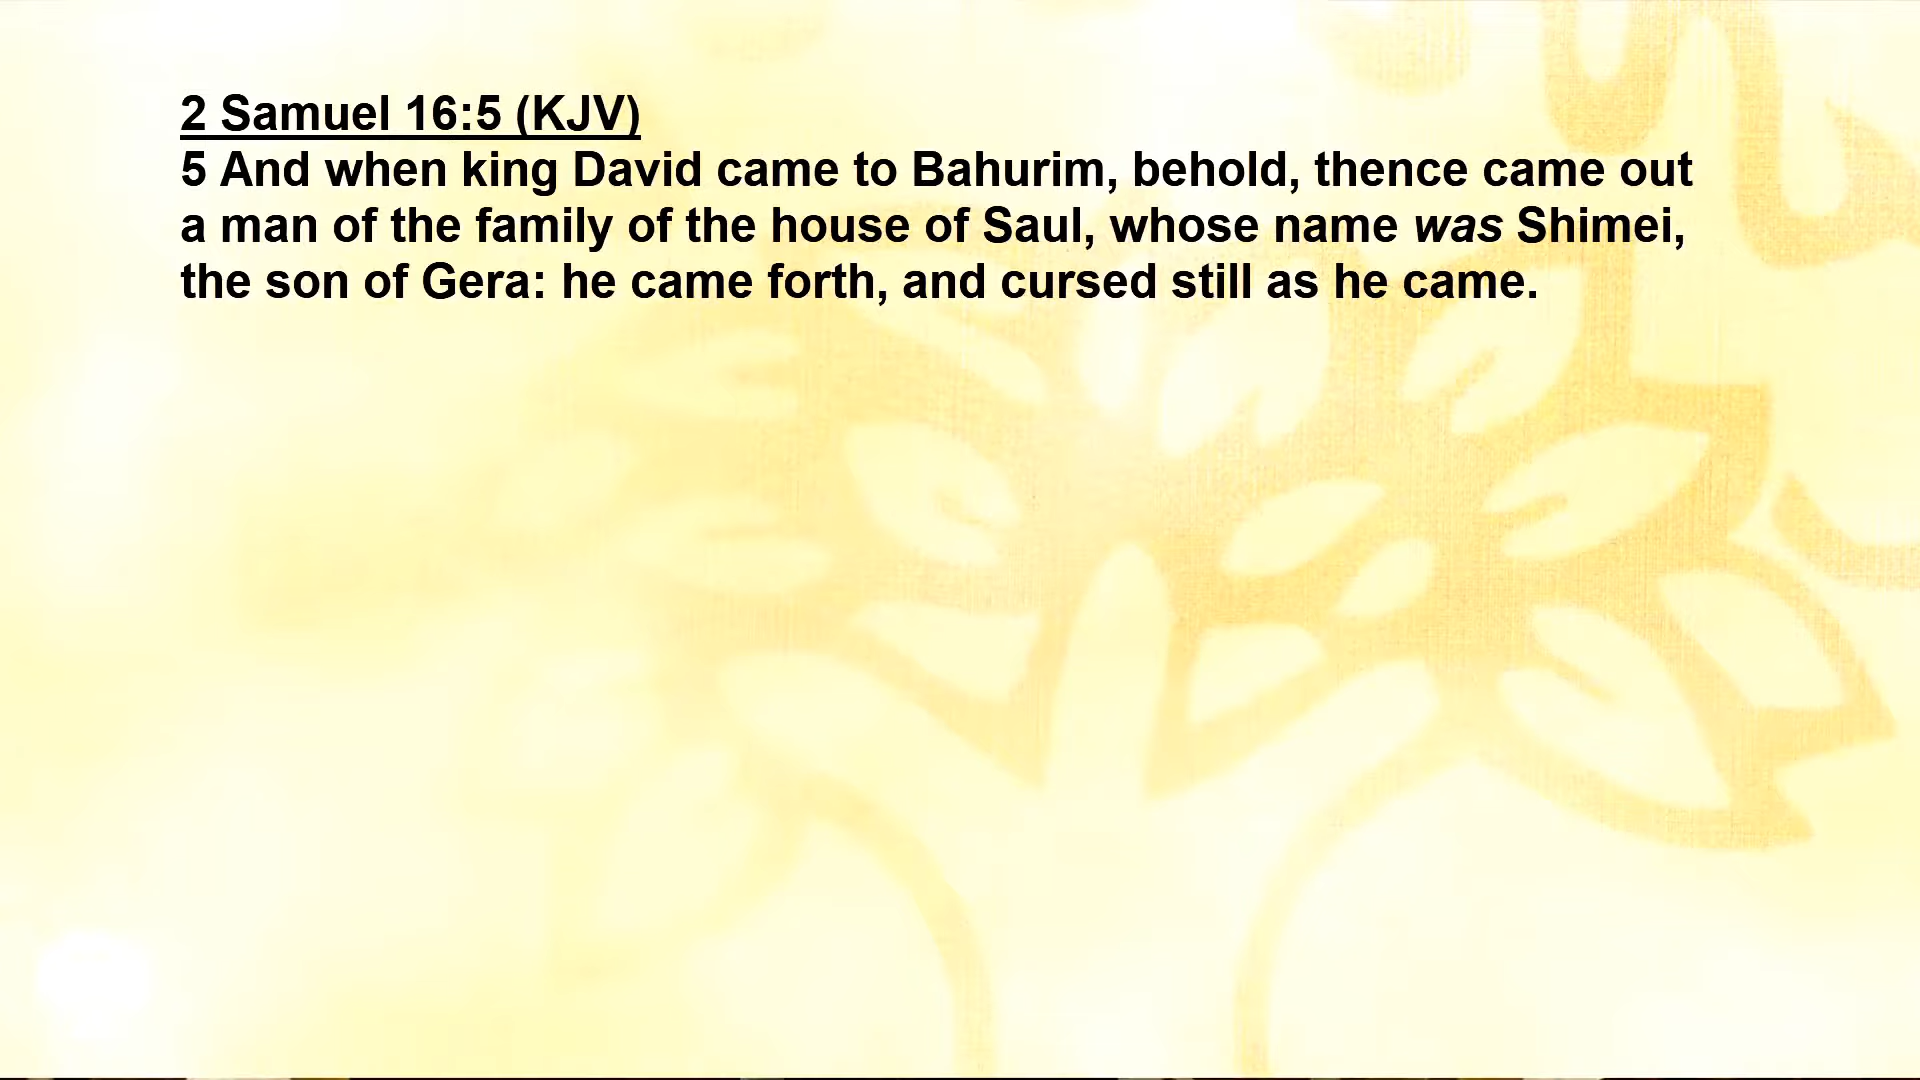 2 Samuel 16:5 (KJV)
5 And when king David came to Bahurim, behold, thence came out
a man of the family of the house of Saul, whose name was Shimei,
the son of Gera: he came forth, and cursed still as he came.